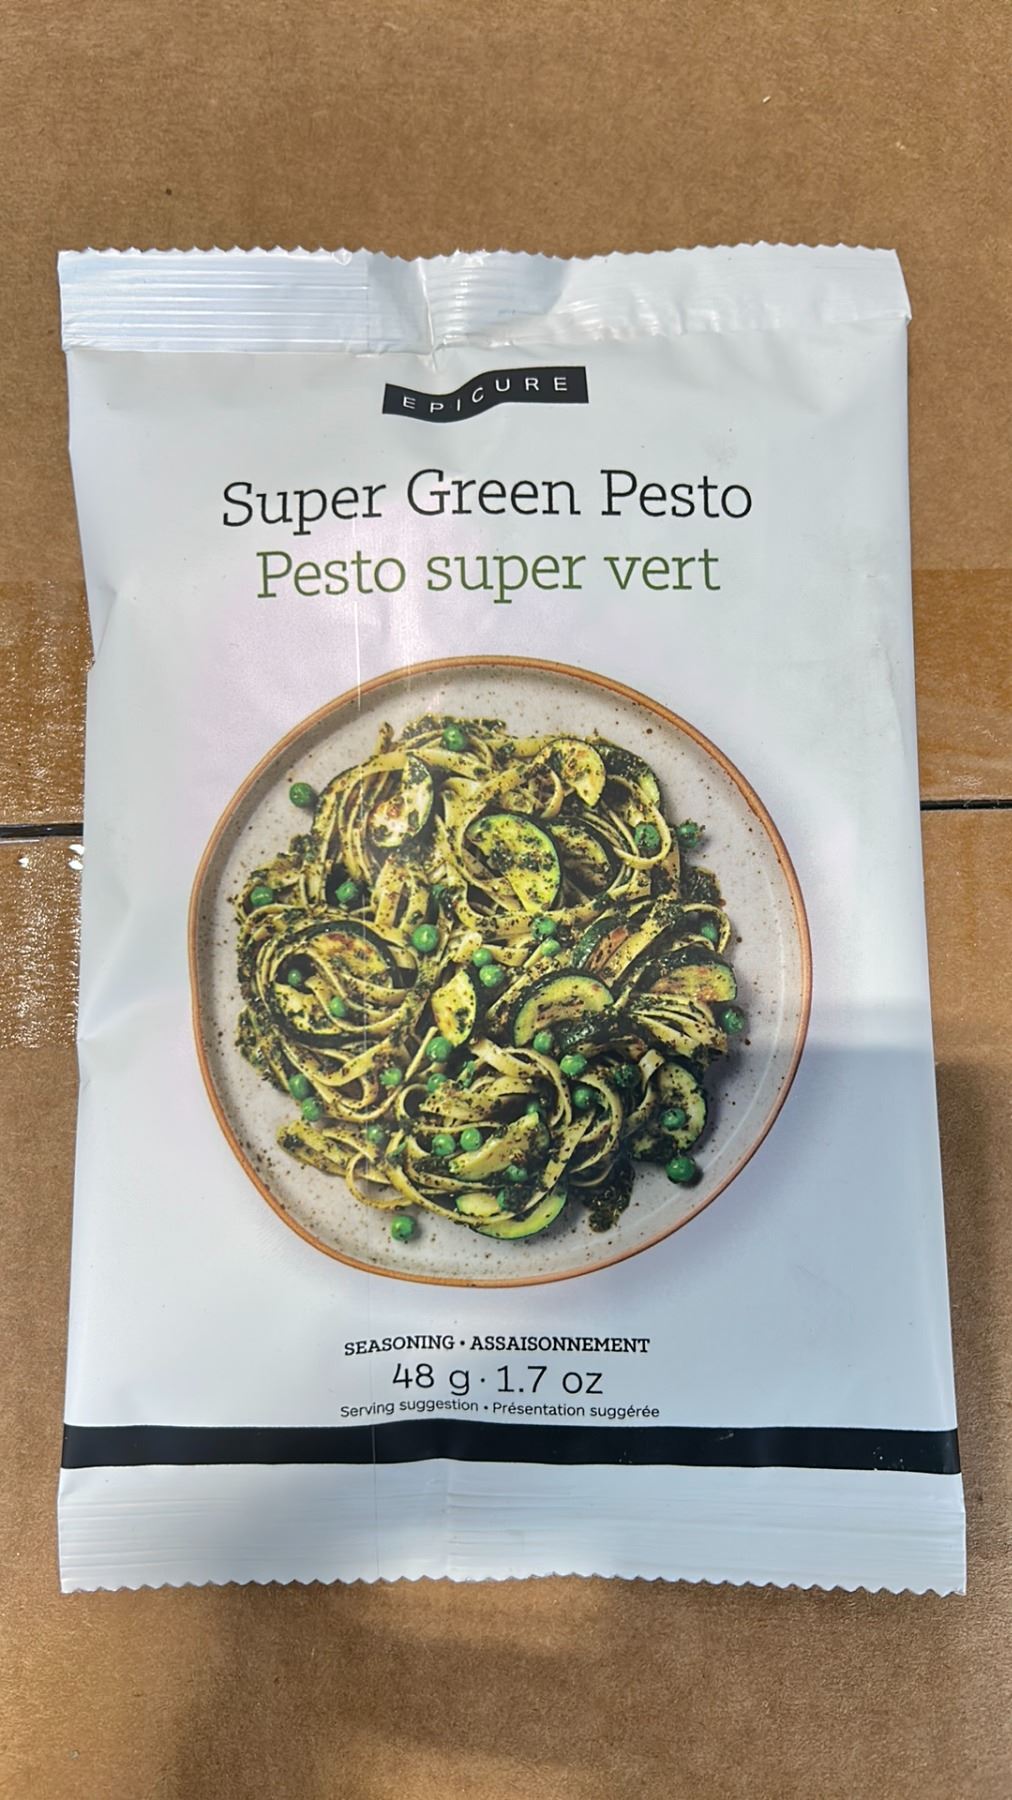 EPICURE
Super Green Pesto
Pesto super vert
SEASONING • ASSAISONNEMENT
48 g · 1.7 oz
Serving suggestion • Présentation suggérée